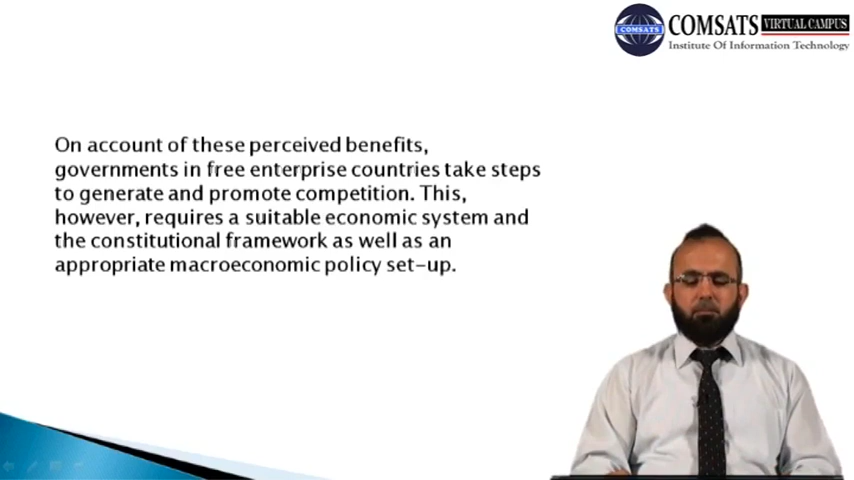 COMSATS
COMSATS VIRTUAL CAMPUS
Institute Of Information Technology
On account of these perceived benefits,
governments in free enterprise countries take steps
to generate and promote competition. This,
however, requires a suitable economic system and
the constitutional framework as well as an
appropriate macroeconomic policy set-up.